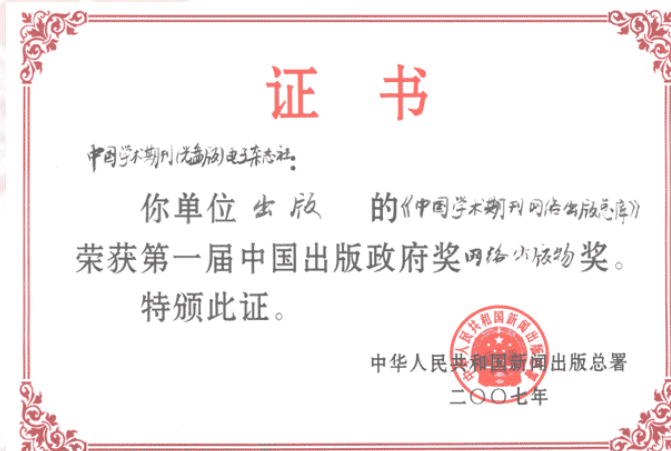 证 书
中国学术期刊(光盘版)电子杂志社:
你单位 出版 的《中国学术期刊网络出版总库》
荣获第一届中国出版政府奖网络出版物奖。
特颁此证。
中华人民共和国新闻出版总署
二〇〇七年